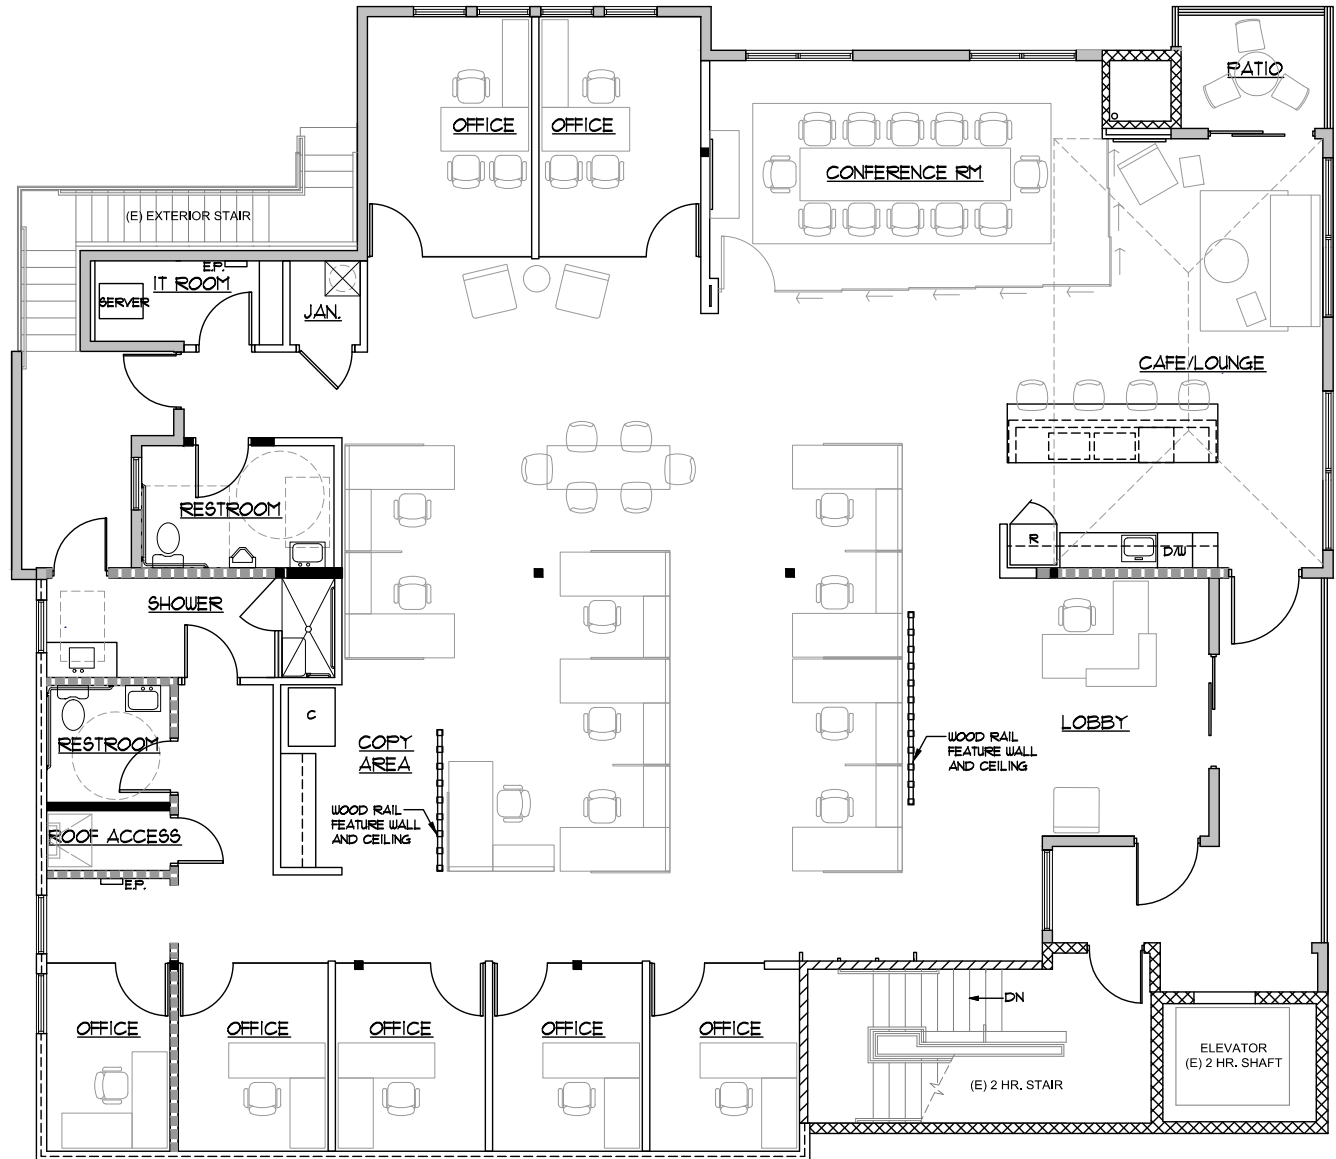 PATIO
OFFICE
OFFICE
CONFERENCE RM
(E) EXTERIOR STAIR
E.P.
IT ROOM
SERVER
JAN.
CAFE/LOUNGE
RESTROOM
R
D/W
SHOWER
C
LOBBY
RESTROOM
COPY
AREA
WOOD RAIL
FEATURE WALL
AND CEILING
WOOD RAIL
FEATURE WALL
AND CEILING
ROOF ACCESS
E.P.
DN
OFFICE
OFFICE
OFFICE
OFFICE
OFFICE
ELEVATOR
(E) 2 HR. SHAFT
(E) 2 HR. STAIR